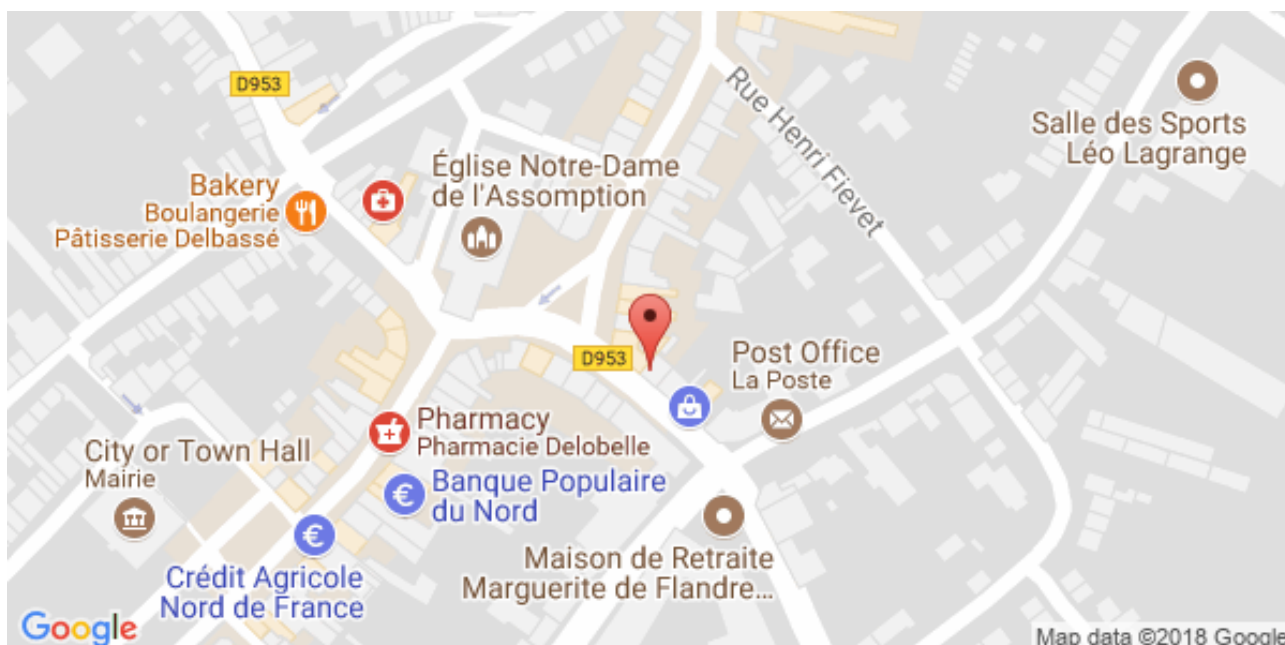 D953
Rue Henri Fievet
Salle des Sports
Léo Lagrange
Église Notre-Dame
de l'Assomption
Bakery
Boulangerie
Pâtisserie Delbassé
D953
Post Office
La Poste
Pharmacy
Pharmacie Delobelle
City or Town Hall
Mairie
Banque Populaire
du Nord
Maison de Retraite
Marguerite de Flandre...
Crédit Agricole
Nord de France
Google
Map data ©2018 Google